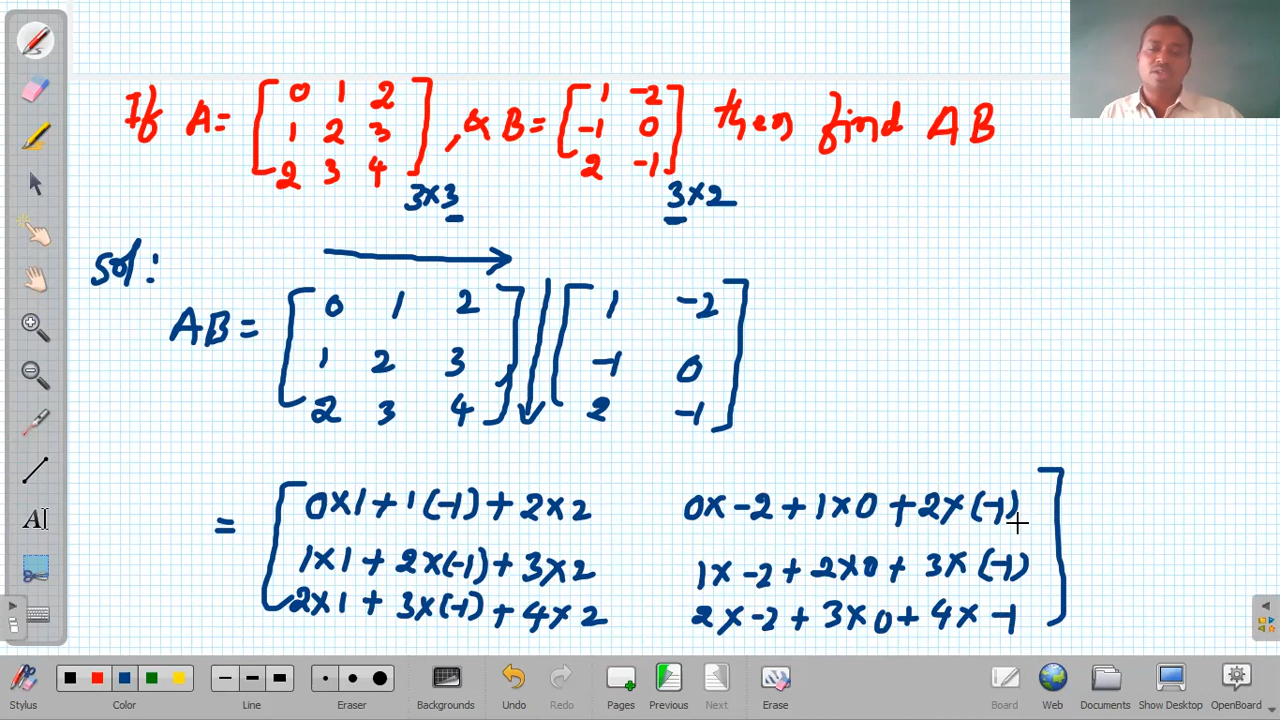 If A= [0 1 2 , & B= [1 -2 then find AB
1 2 3 -1 0
2 3 4] 2 -1]
3×3 3×2
Sol:
AB= [0 1 2 [1 -2
1 2 3 -1 0
2 3 4] 2 -1]
= [0×1+1(-1)+2×2 0×-2+1×0+2×(-1)
1×1+2×(-1)+3×2 1×-2+2×0+3×(-1)
2×1+3×(-1)+4×2 2×-2+3×0+4×-1]
Stylus Color Line Eraser Backgrounds Undo Redo Pages Previous Next Erase Board Web Documents Show Desktop OpenBoard